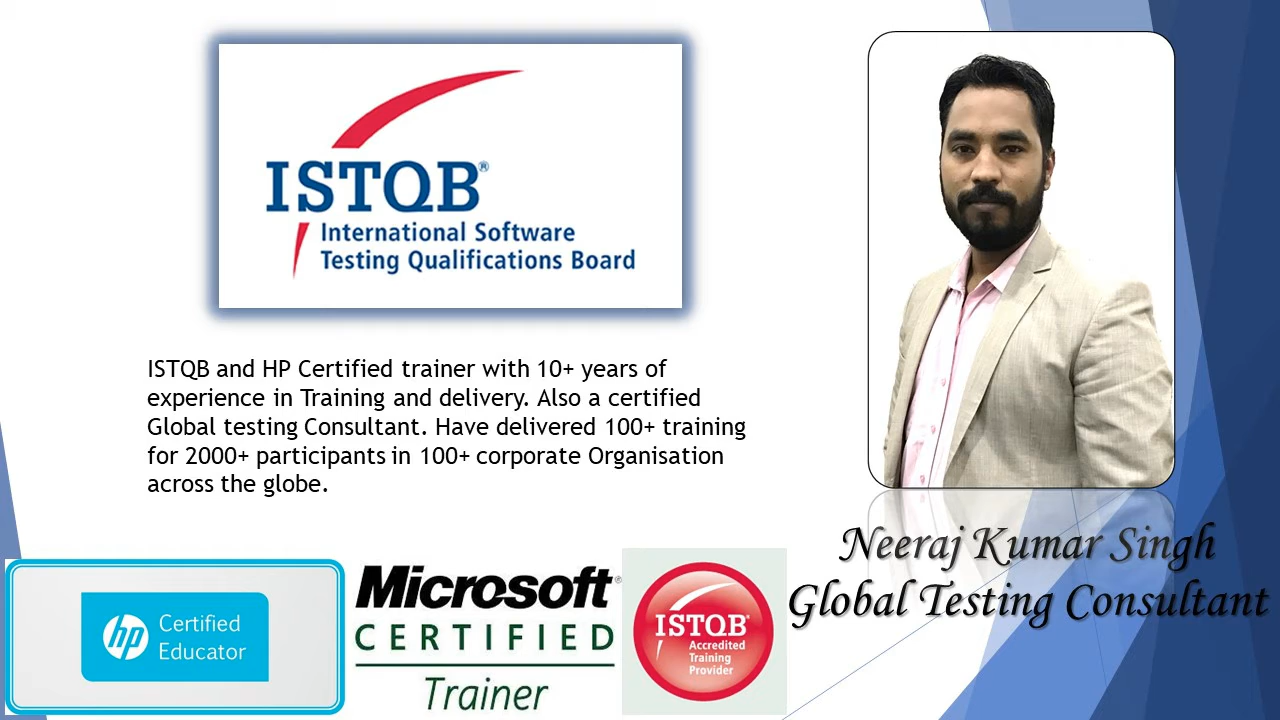 ISTQB®
International Software
Testing Qualifications Board
ISTQB and HP Certified trainer with 10+ years of
experience in Training and delivery. Also a certified
Global testing Consultant. Have delivered 100+ training
for 2000+ participants in 100+ corporate Organisation
across the globe.
Neeraj Kumar Singh
Global Testing Consultant
hp
Certified
Educator
Microsoft®
CERTIFIED
Trainer
ISTQB®
Accredited
Training
Provider